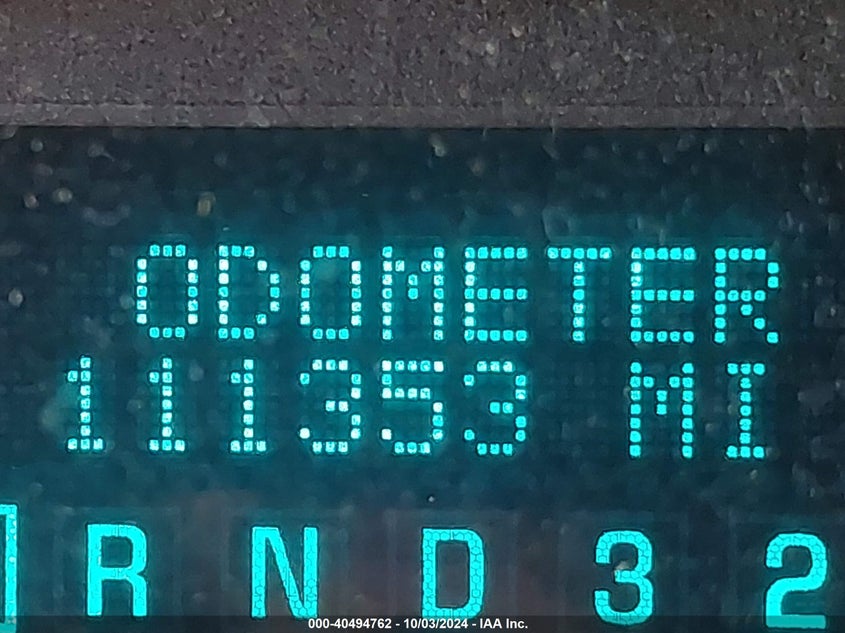 ODOMETER
111353 MI
R N D 3 2
000-40494762 - 10/03/2024 - IAA Inc.